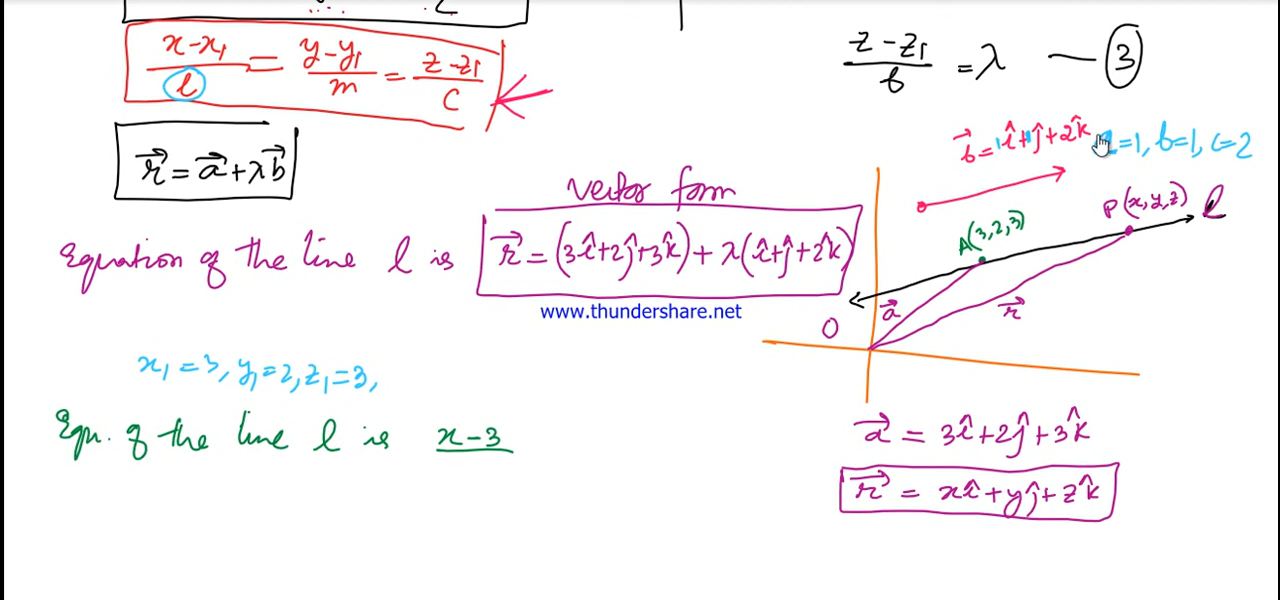 x-x₁/l = y-y₁/m = z-z₁/c
z-z₁/b = λ — ③
r⃗ = a⃗ + λb⃗
b⃗ = 1î+1ĵ+2k̂
=1, b=1, c=2
vector form
P(x,y,z) l
A(3,2,3)
Equation of the line l is r⃗ = (3î+2ĵ+3k̂) + λ(î+ĵ+2k̂)
www.thundershare.net
O a⃗ r⃗
x₁=3, y₁=2, z₁=3,
Eqn. of the line l is x-3
a⃗ = 3î+2ĵ+3k̂
r⃗ = xî+yĵ+zk̂